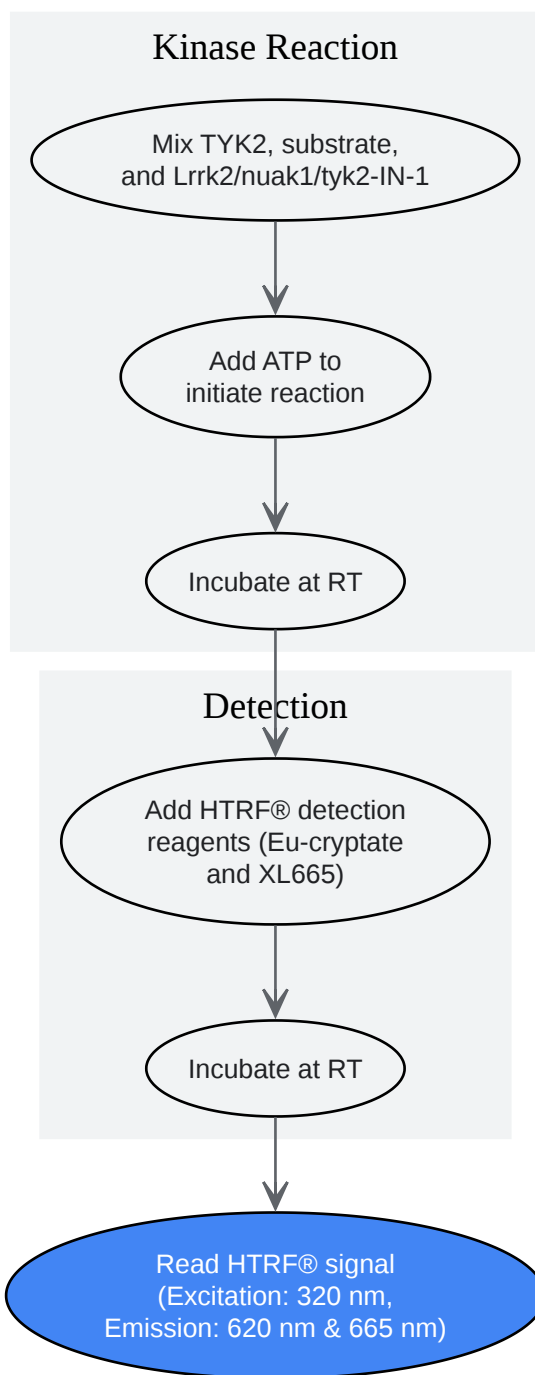 Kinase Reaction
Mix TYK2, substrate,
and Lrrk2/nuak1/tyk2-IN-1
Add ATP to
initiate reaction
Incubate at RT
Detection
Add HTRF® detection
reagents (Eu-cryptate
and XL665)
Incubate at RT
Read HTRF® signal
(Excitation: 320 nm,
Emission: 620 nm & 665 nm)